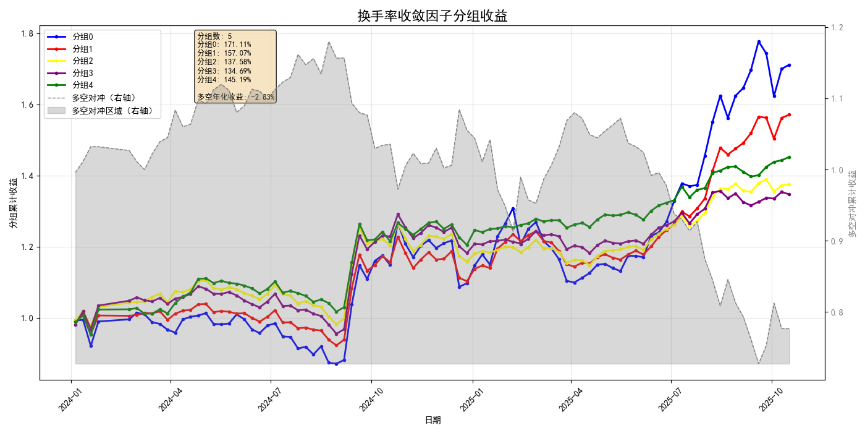 换手率收敛因子分组收益
分组0
分组1
分组2
分组3
分组4
多空对冲（右轴）
多空对冲区域（右轴）
分组数: 5
分组0: 171.11%
分组1: 157.07%
分组2: 137.58%
分组3: 134.69%
分组4: 145.19%
多空年化收益: -2.83%
分组累计收益
1.8
1.6
1.4
1.2
1.0
多空对冲累计收益
1.2
1.1
1.0
0.9
0.8
2024-01
2024-04
2024-07
2024-10
2025-01
2025-04
2025-07
2025-10
日期